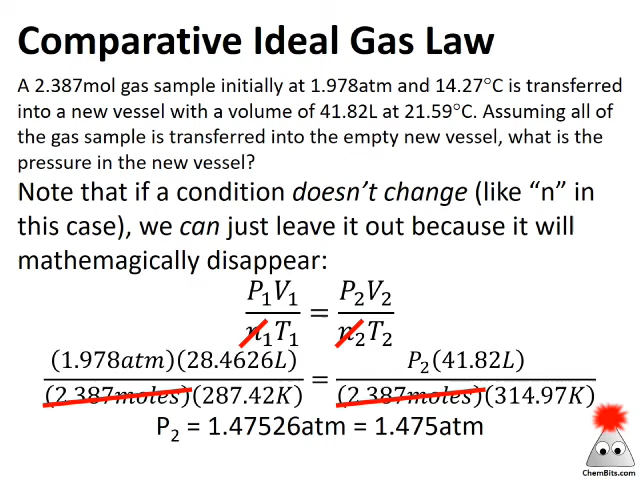 Comparative Ideal Gas Law
A 2.387mol gas sample initially at 1.978atm and 14.27°C is transferred
into a new vessel with a volume of 41.82L at 21.59°C. Assuming all of
the gas sample is transferred into the empty new vessel, what is the
pressure in the new vessel?
Note that if a condition doesn't change (like “n” in
this case), we can just leave it out because it will
mathemagically disappear:
P₁V₁ / n₁T₁ = P₂V₂ / n₂T₂
(1.978atm)(28.4626L) / (2.387moles)(287.42K) = P₂(41.82L) / (2.387moles)(314.97K)
P₂ = 1.47526atm = 1.475atm
ChemBits.com